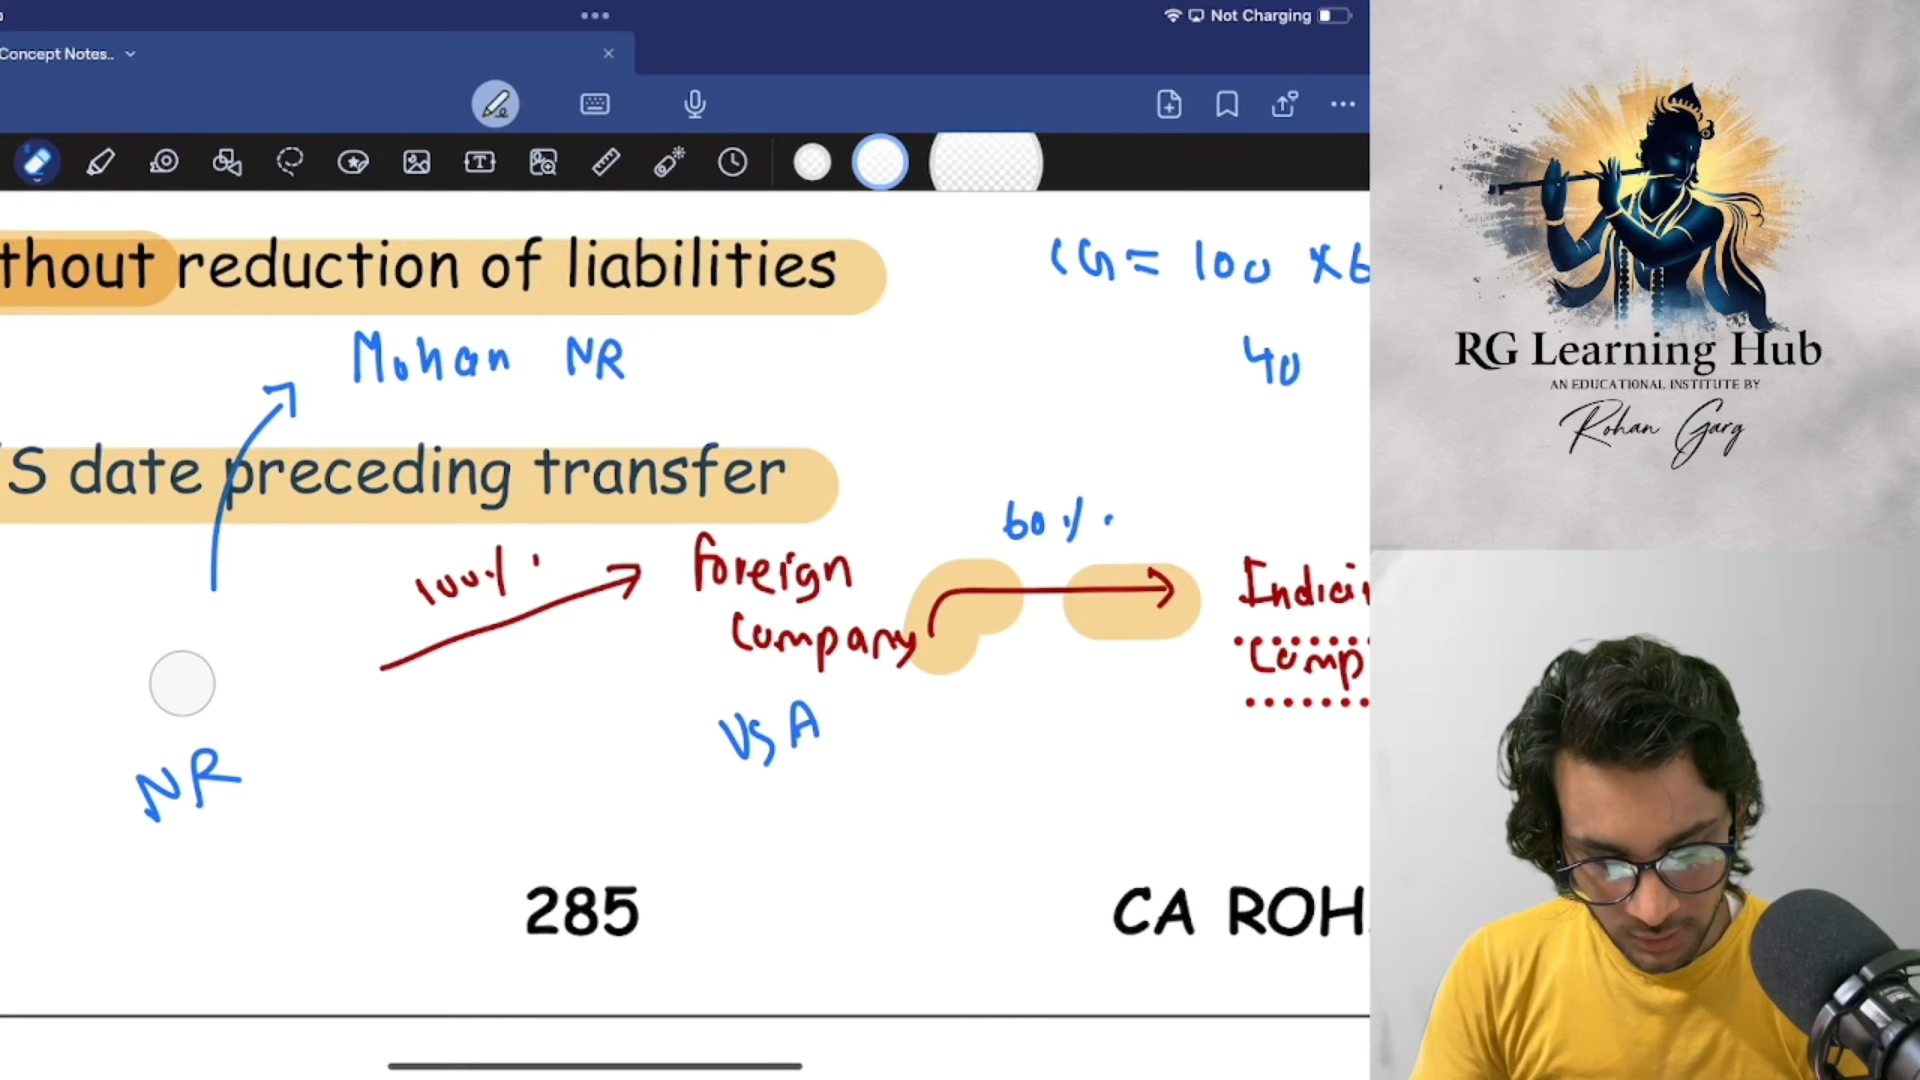 Not Charging
Concept Notes..
thout reduction of liabilities
CG = 100 x 6
Mohan NR
40
S date preceding transfer
60%.
100%.
Foreign
company
Indian
comp
USA
NR
285
CA ROH
RG Learning Hub
AN EDUCATIONAL INSTITUTE BY
Rohan Garg